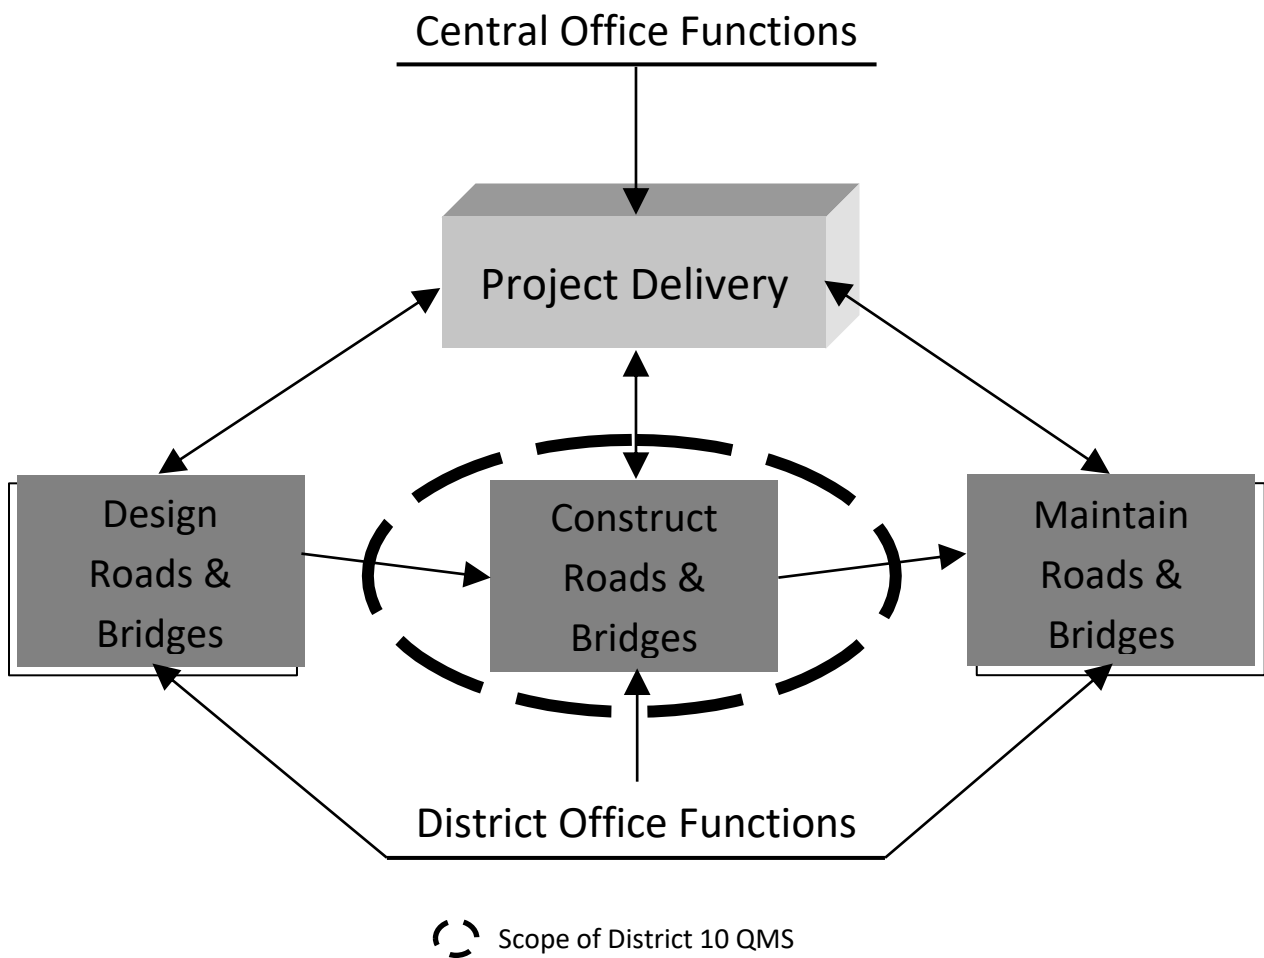 Central Office Functions
Project Delivery
Design
Roads &
Bridges
Construct
Roads &
Bridges
Maintain
Roads &
Bridges
District Office Functions
Scope of District 10 QMS